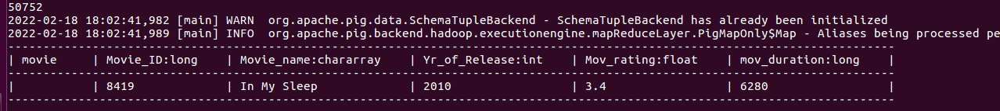 50752
2022-02-18 18:02:41,982 [main] WARN  org.apache.pig.data.SchemaTupleBackend - SchemaTupleBackend has already been initialized
2022-02-18 18:02:41,989 [main] INFO  org.apache.pig.backend.hadoop.executionengine.mapReduceLayer.PigMapOnly$Map - Aliases being processed pe
---------------------------------------------------------------------------------------------------------------------------------
| movie     | Movie_ID:long      | Movie_name:chararray     | Yr_of_Release:int     | Mov_rating:float     | mov_duration:long     |
---------------------------------------------------------------------------------------------------------------------------------
|           | 8419               | In My Sleep              | 2010                  | 3.4                  | 6280                  |
---------------------------------------------------------------------------------------------------------------------------------